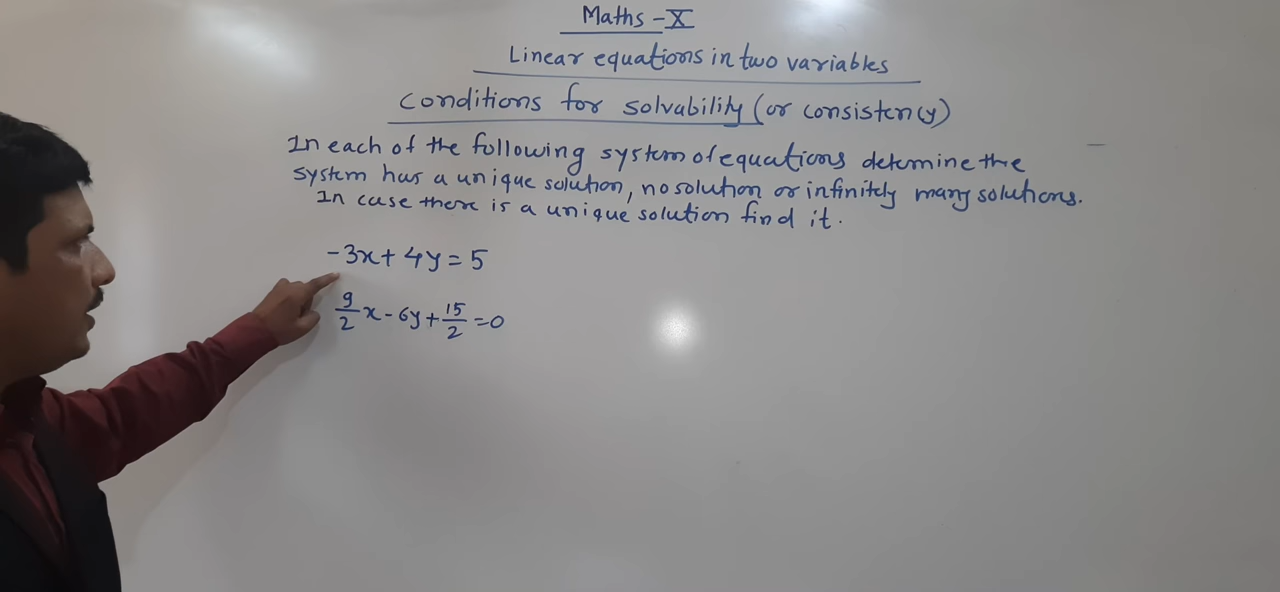 Maths - X
Linear equations in two variables
Conditions for solvability (or consistency)
In each of the following system of equations determine the
system has a unique solution, no solution or infinitely many solutions.
In case there is a unique solution find it.
-3x + 4y = 5
9/2 x - 6y + 15/2 = 0